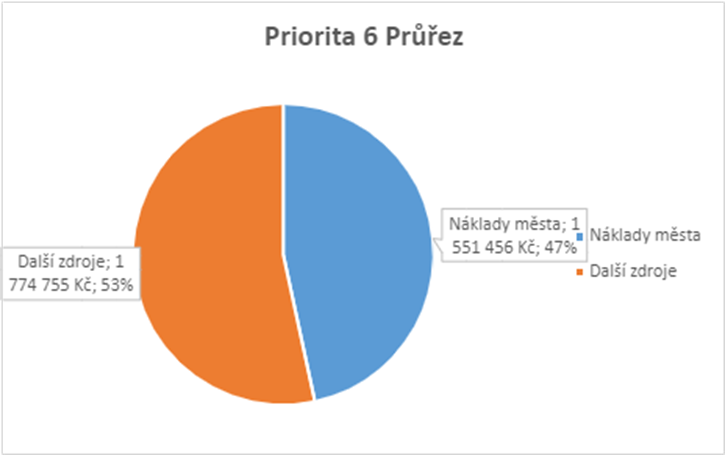 Priorita 6 Průřez
Náklady města; 1
551 456 Kč; 47%
Další zdroje; 1
774 755 Kč; 53%
Náklady města
Další zdroje